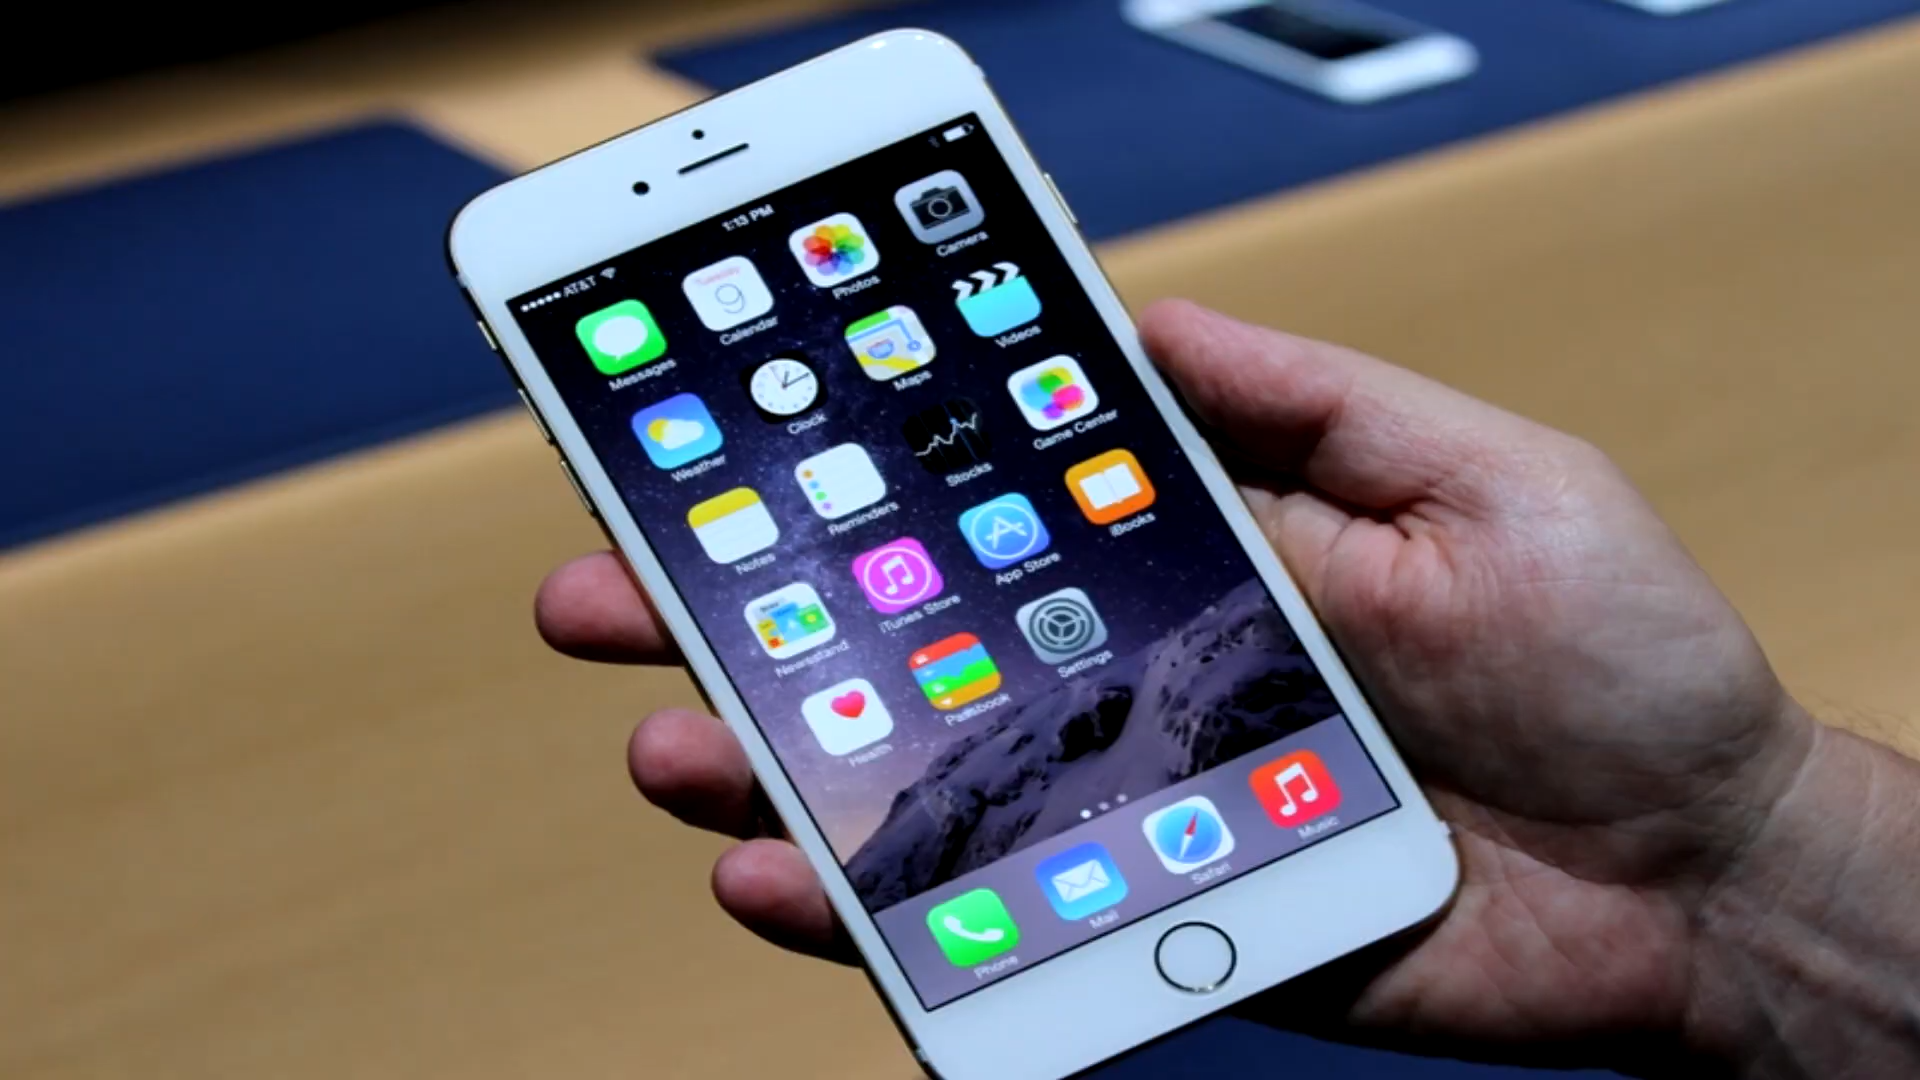 AT&T
1:13 PM
Messages
Tuesday
9
Calendar
Photos
Camera
Weather
Clock
Maps
Videos
Notes
Reminders
Stocks
Game Center
Newsstand
iTunes Store
App Store
iBooks
Health
Passbook
Settings
Phone
Mail
Safari
Music